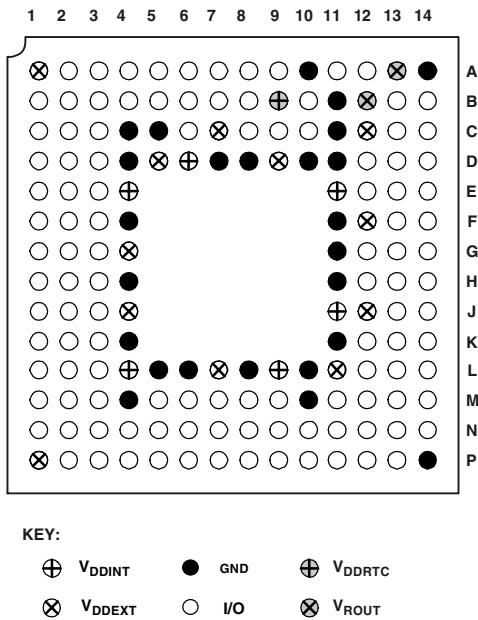 1 2 3 4 5 6 7 8 9 10 11 12 13 14
A
B
C
D
E
F
G
H
J
K
L
M
N
P
KEY:
VDDINT GND VDDRTC
VDDEXT I/O VROUT